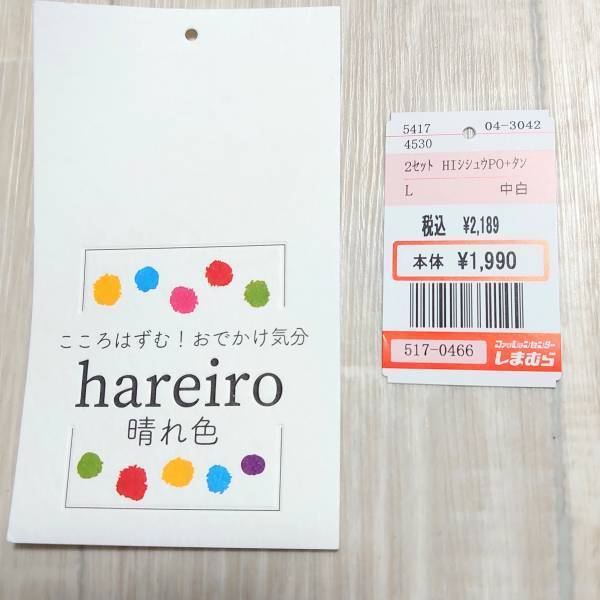 こころはずむ！おでかけ気分
hareiro
晴れ色
5417 04-3042
4530
2セット HIシシュウPO+タン
L 中白
税込 ¥2,189
本体 ¥1,990
517-0466
ファッションセンター
しまむら